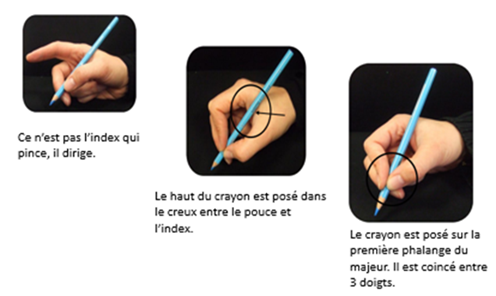 Ce n'est pas l'index qui
pince, il dirige.
Le haut du crayon est posé dans
le creux entre le pouce et
l'index.
Le crayon est posé sur la
première phalange du
majeur. Il est coincé entre
3 doigts.